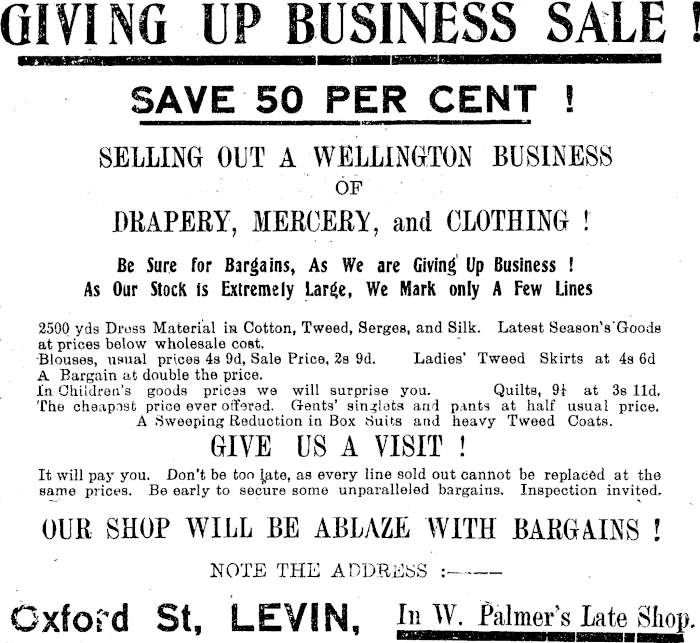 GIVING UP BUSINESS SALE !
SAVE 50 PER CENT !
SELLING OUT A WELLINGTON BUSINESS
OF
DRAPERY, MERCERY, and CLOTHING !
Be Sure for Bargains, As We are Giving Up Business !
As Our Stock is Extremely Large, We Mark only A Few Lines
2500 yds Dress Material in Cotton, Tweed, Serges, and Silk. Latest Season's Goods
at prices below wholesale cost.
Blouses, usual prices 4s 9d, Sale Price, 2s 9d. Ladies' Tweed Skirts at 4s 6d
A Bargain at double the price.
In Children's goods prices we will surprise you. Quilts, 9¼ at 3s 11d.
The cheapest price ever offered. Gents' singlets and pants at half usual price.
A Sweeping Reduction in Box Suits and heavy Tweed Coats.
GIVE US A VISIT !
It will pay you. Don't be too late, as every line sold out cannot be replaced at the
same prices. Be early to secure some unparalleled bargains. Inspection invited.
OUR SHOP WILL BE ABLAZE WITH BARGAINS !
NOTE THE ADDRESS :——
Oxford St, LEVIN, In W. Palmer's Late Shop.